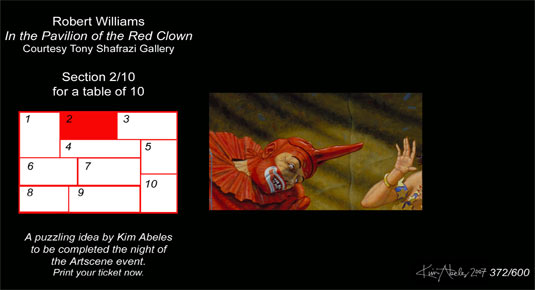 Robert Williams
In the Pavilion of the Red Clown
Courtesy Tony Shafrazi Gallery
Section 2/10
for a table of 10
1 2 3
4 5
6 7
8 9 10
A puzzling idea by Kim Abeles
to be completed the night of
the Artscene event.
Print your ticket now.
Kim Abeles 2007 372/600